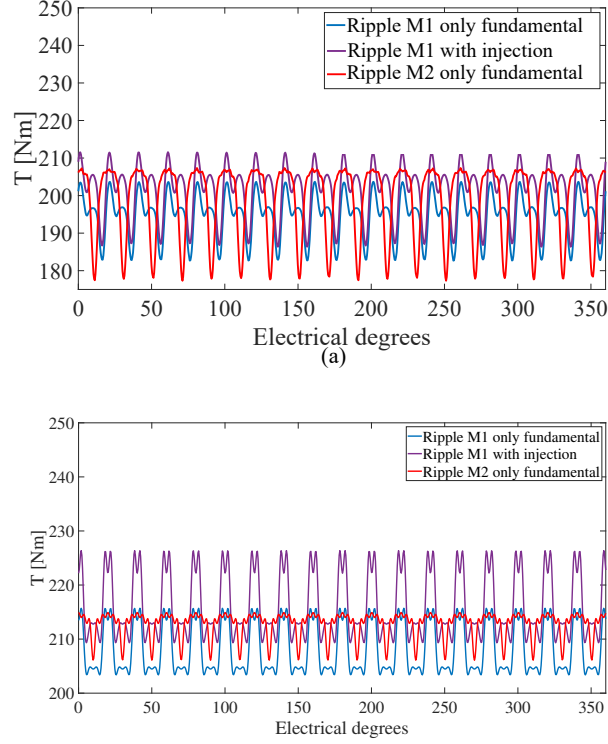 250
240
230
220
210
200
190
180
T [Nm]
Ripple M1 only fundamental
Ripple M1 with injection
Ripple M2 only fundamental
0 50 100 150 200 250 300 350
Electrical degrees
(a)
250
240
230
220
210
200
T [Nm]
Ripple M1 only fundamental
Ripple M1 with injection
Ripple M2 only fundamental
0 50 100 150 200 250 300 350
Electrical degrees